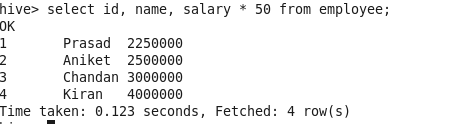 hive> select id, name, salary * 50 from employee;
OK
1	Prasad	2250000
2	Aniket	2500000
3	Chandan	3000000
4	Kiran	4000000
Time taken: 0.123 seconds, Fetched: 4 row(s)